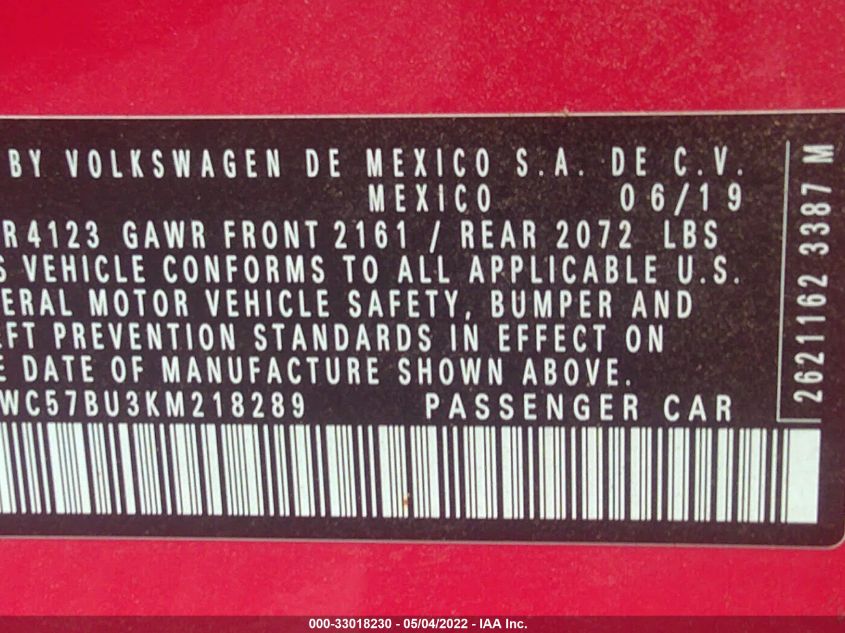 BY VOLKSWAGEN DE MEXICO S.A. DE C.V.
MEXICO 06/19
R4123 GAWR FRONT 2161 / REAR 2072 LBS
S VEHICLE CONFORMS TO ALL APPLICABLE U.S.
ERAL MOTOR VEHICLE SAFETY, BUMPER AND
EFT PREVENTION STANDARDS IN EFFECT ON
E DATE OF MANUFACTURE SHOWN ABOVE.
WC57BU3KM218289 PASSENGER CAR
2621162 3387 M
000-33018230 - 05/04/2022 - IAA Inc.